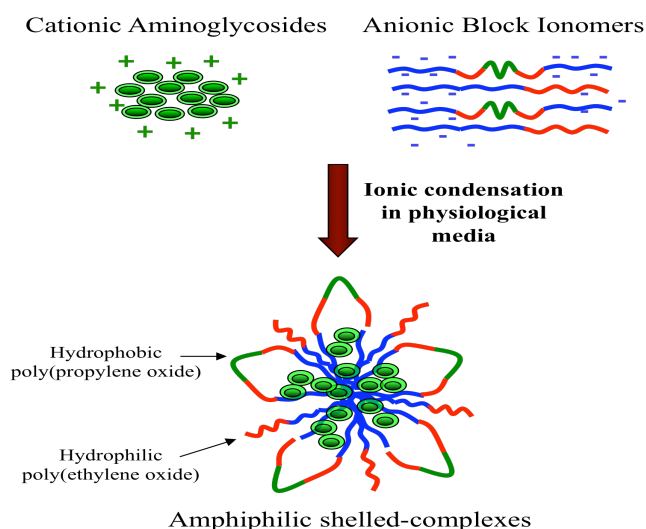 Cationic Aminoglycosides
Anionic Block Ionomers
Ionic condensation
in physiological
media
Hydrophobic
poly(propylene oxide)
Hydrophilic
poly(ethylene oxide)
Amphiphilic shelled-complexes